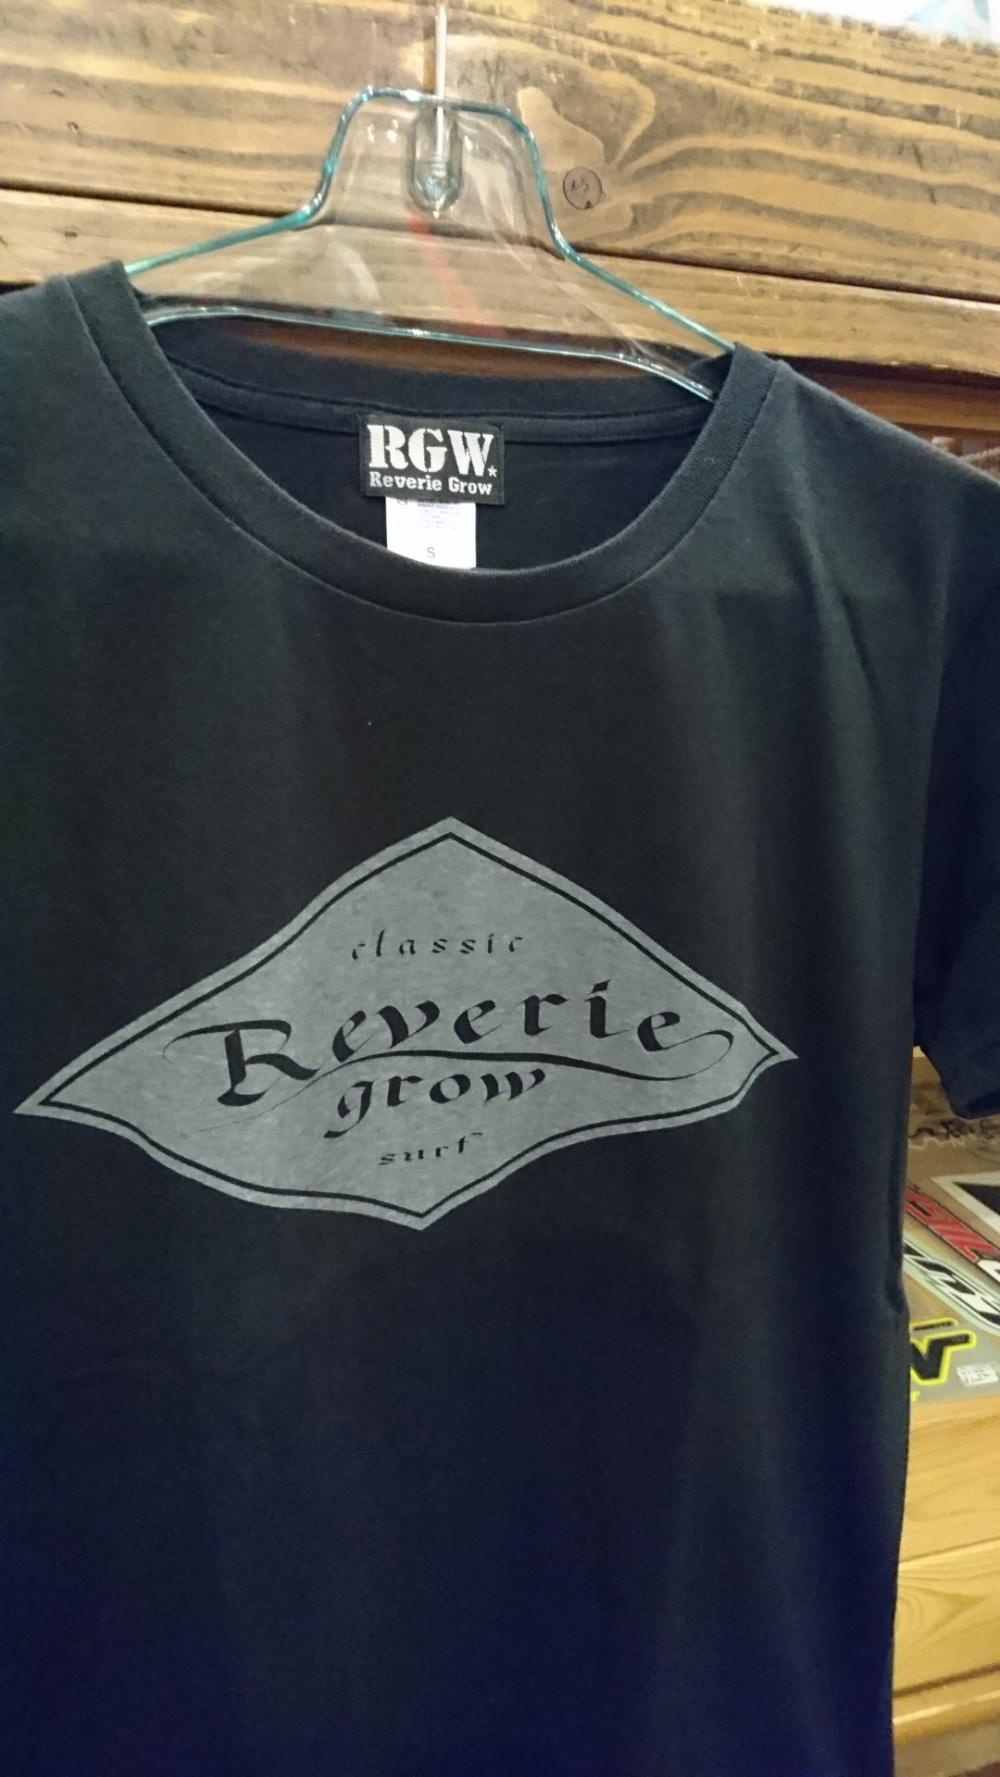 RGW*
Reverie Grow
S
classic
Reverie
grow
surf